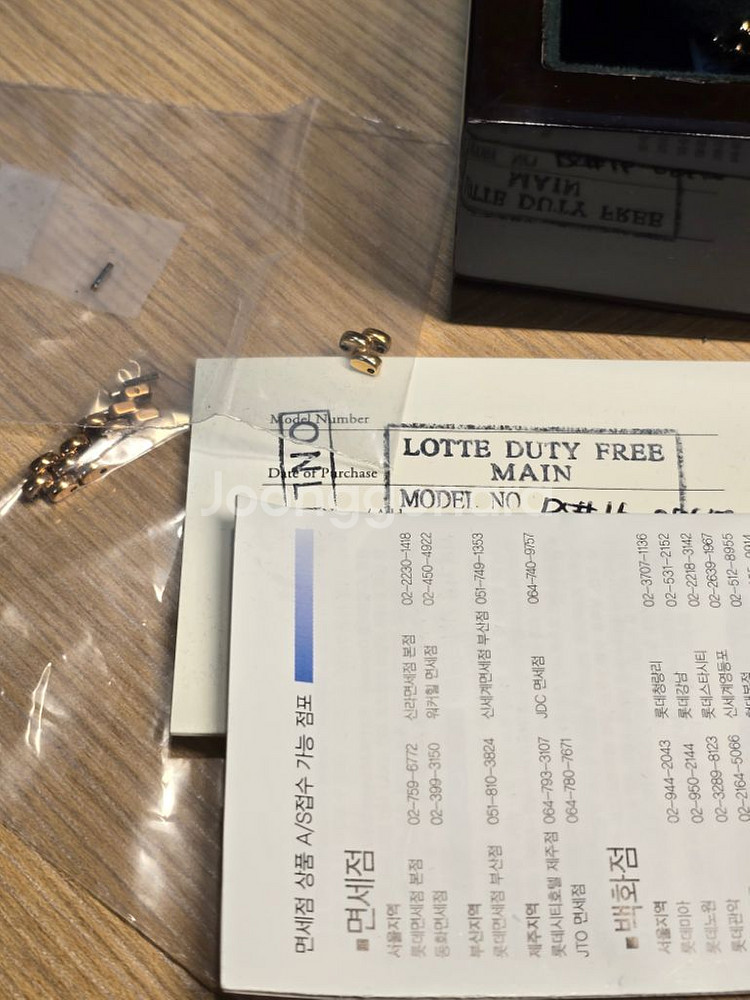 Model Number
Date of Purchase
LOTTE DUTY FREE
MAIN
MODEL NO
면세점 상품 A/S접수 가능 점포
■ 면세점
서울지역
롯데면세점 본점 02-759-6772 신라면세점 본점 02-2230-1418
동화면세점 02-399-3150 워커힐 면세점 02-450-4922
부산지역
롯데면세점 부산점 051-810-3824 신세계면세점 부산점 051-749-1353
제주지역
롯데시티호텔 제주점 064-793-3107 JDC 면세점 064-740-9757
JTO 면세점 064-780-7671
■ 백화점
서울지역
롯데미아 02-944-2043 롯데청량리 02-3707-1136
롯데노원 02-950-2144 롯데강남 02-531-2152
02-3289-8123 롯데스타시티 02-2218-3142
롯데관악 02-2164-5066 신세계영등포 02-2639-1967
02-512-8955
MAIN
LOTTE DUTY FREE